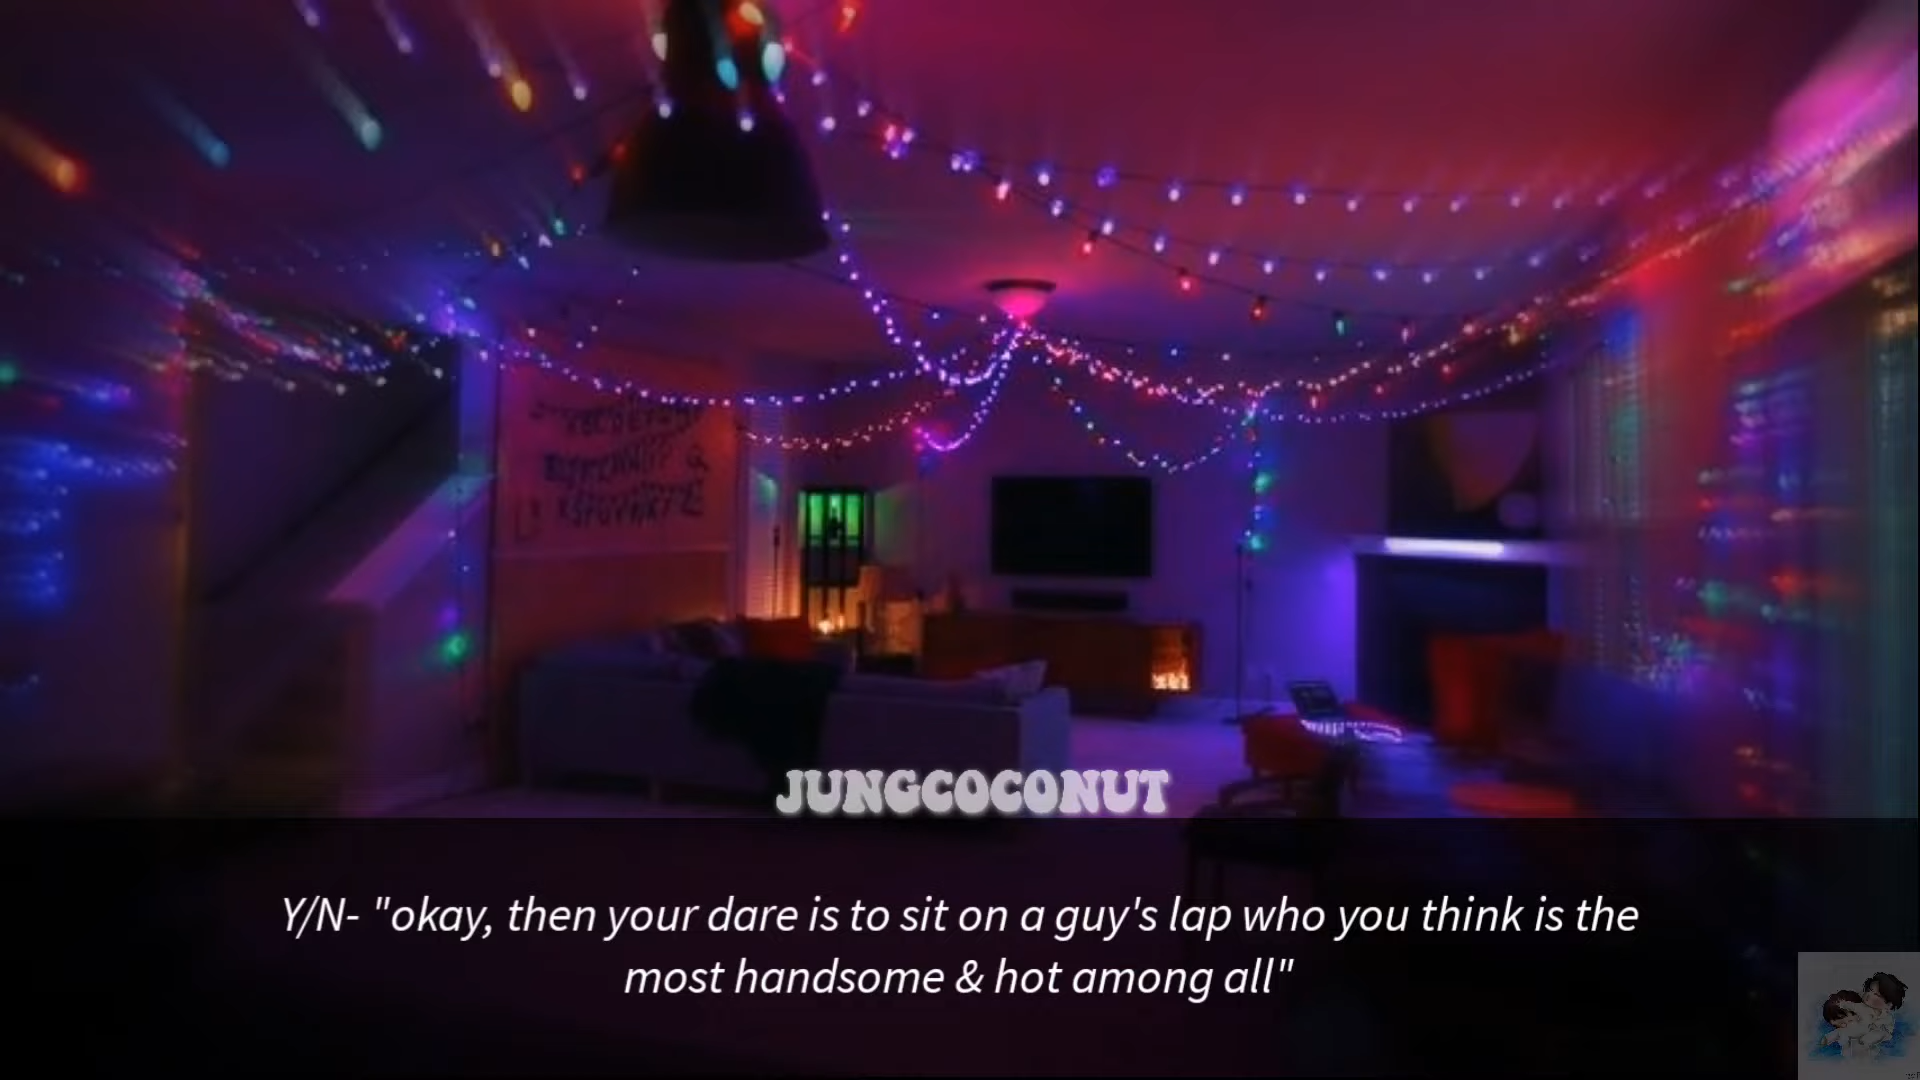 JUNGCOCONUT
Y/N- "okay, then your dare is to sit on a guy's lap who you think is the
most handsome & hot among all"